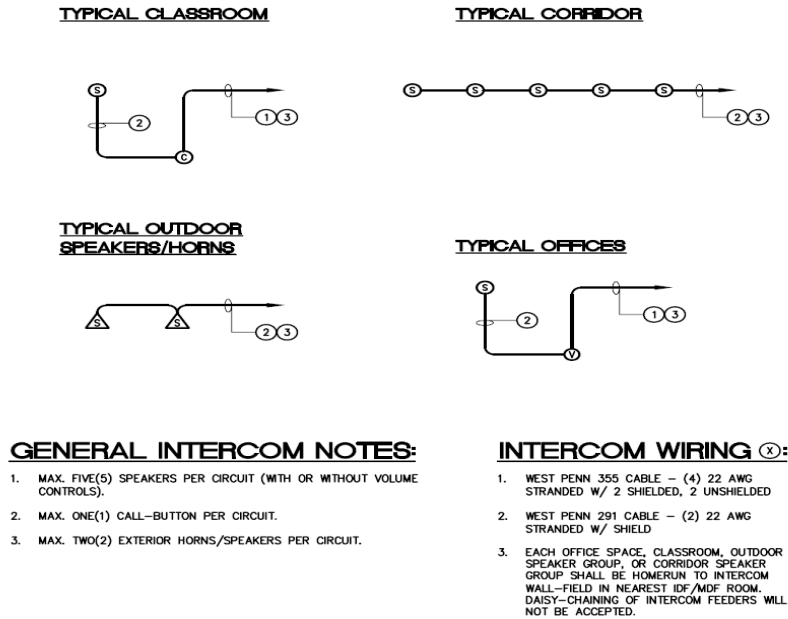 TYPICAL CLASSROOM
S
2
C
1 3
TYPICAL CORRIDOR
S S S S S
2 3
TYPICAL OUTDOOR
SPEAKERS/HORNS
S S
2 3
TYPICAL OFFICES
S
2
V
1 3
GENERAL INTERCOM NOTES:
1. MAX. FIVE(5) SPEAKERS PER CIRCUIT (WITH OR WITHOUT VOLUME
CONTROLS).
2. MAX. ONE(1) CALL-BUTTON PER CIRCUIT.
3. MAX. TWO(2) EXTERIOR HORNS/SPEAKERS PER CIRCUIT.
INTERCOM WIRING X:
1. WEST PENN 355 CABLE - (4) 22 AWG
STRANDED W/ 2 SHIELDED, 2 UNSHIELDED
2. WEST PENN 291 CABLE - (2) 22 AWG
STRANDED W/ SHIELD
3. EACH OFFICE SPACE, CLASSROOM, OUTDOOR
SPEAKER GROUP, OR CORRIDOR SPEAKER
GROUP SHALL BE HOMERUN TO INTERCOM
WALL-FIELD IN NEAREST IDF/MDF ROOM.
DAISY-CHAINING OF INTERCOM FEEDERS WILL
NOT BE ACCEPTED.